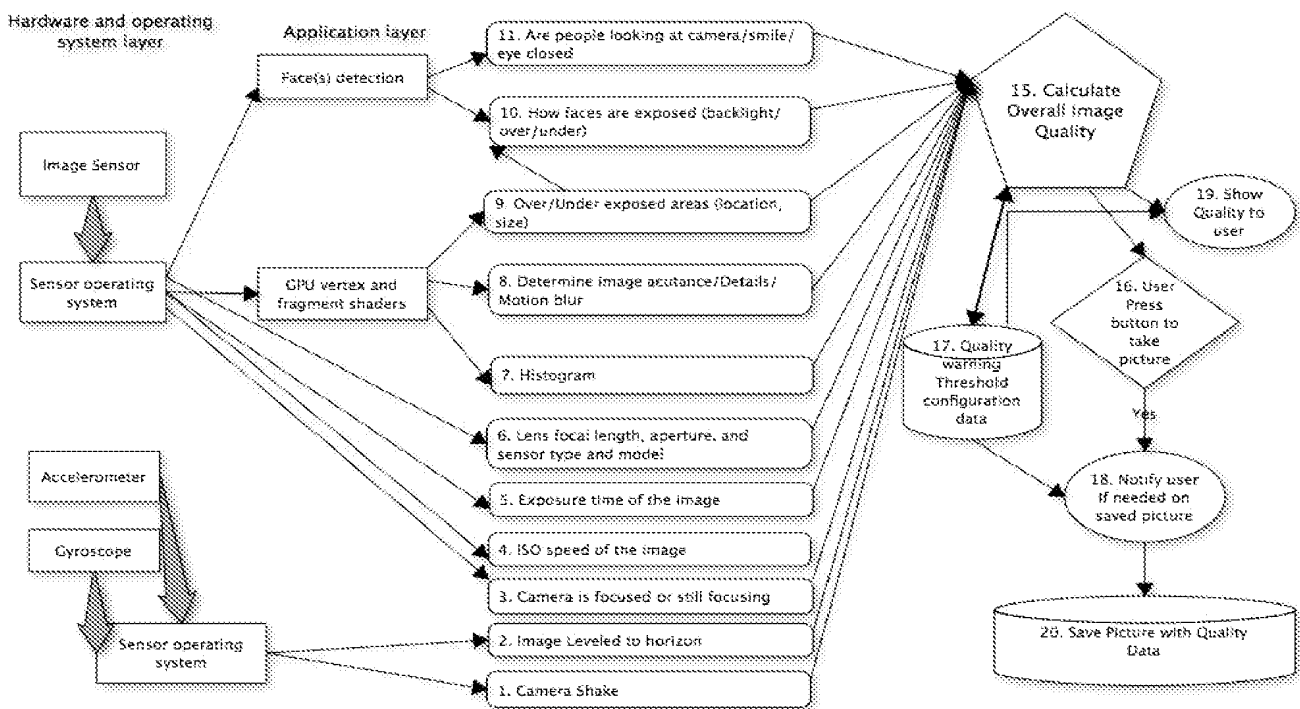 Hardware and operating
system layer
Application layer
Image Sensor
Sensor operating
system
Accelerometer
Gyroscope
Sensor operating
system
Face(s) detection
GPU vertex and
fragment shaders
11. Are people looking at camera/smile/
eye closed
10. How faces are exposed (backlight/
over/under)
9. Over/Under exposed areas (location,
size)
8. Determine image acutance/Details/
Motion blur
7. Histogram
6. Lens focal length, aperture, and
sensor type and model
5. Exposure time of the image
4. ISO speed of the image
3. Camera is focused or still focusing
2. Image Leveled to horizon
1. Camera Shake
15. Calculate
Overall Image
Quality
19. Show
Quality to
user
16. User
Press
button to
take
picture
Yes
17. Quality
warning
Threshold
configuration
data
18. Notify user
If needed on
saved picture
20. Save Picture with Quality
Data